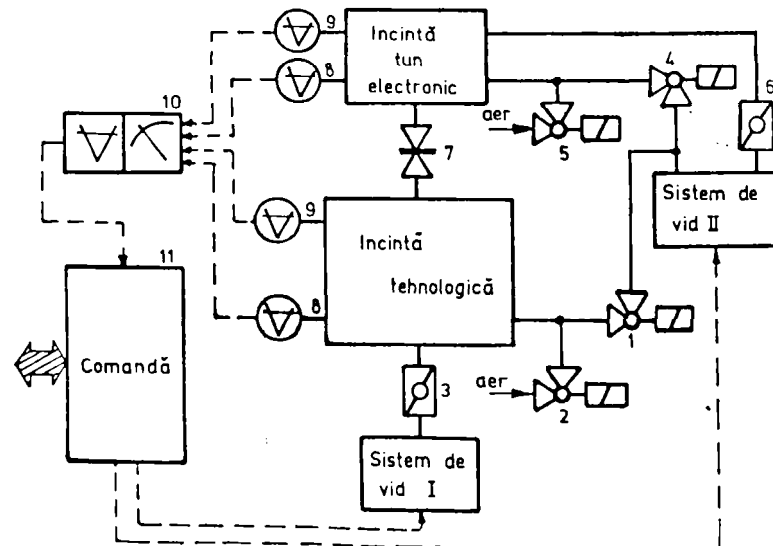 9
Incintă
tun
electronic
4
8
6
10
aer
5
7
Sistem de
vid II
9
Incintă
tehnologică
11
8
1
Comandă
aer
3
2
Sistem de
vid I